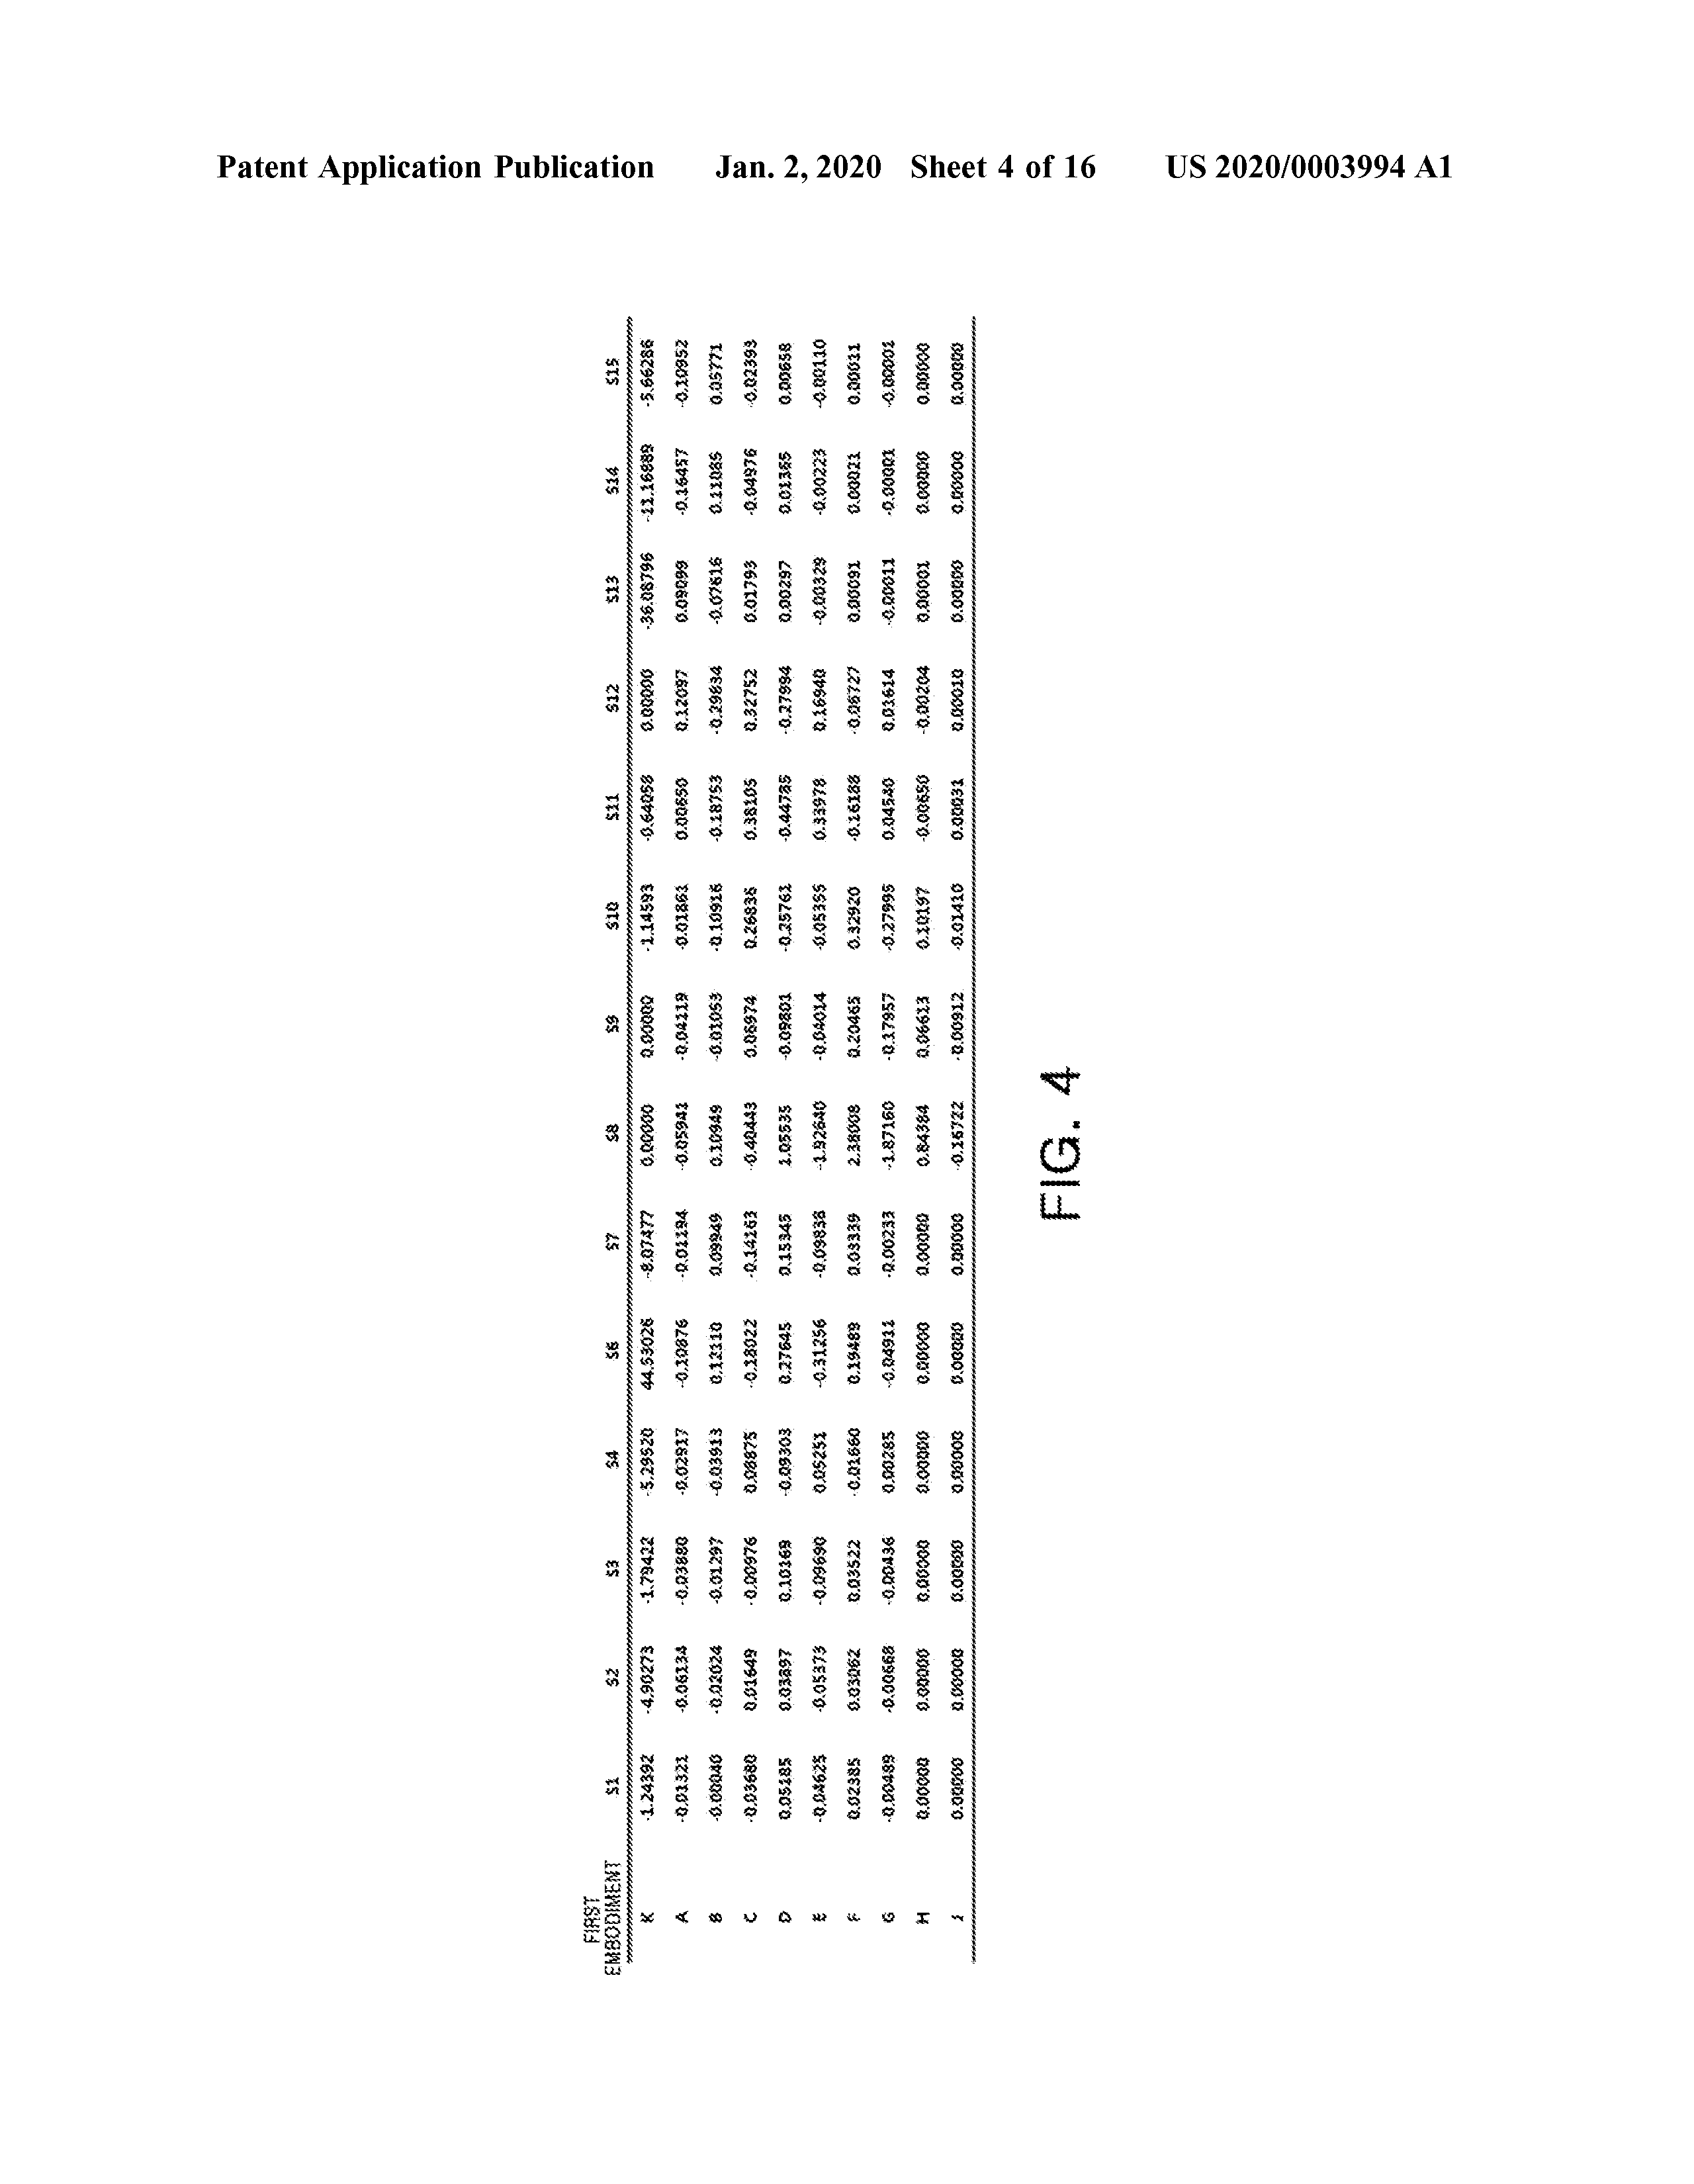 Patent Application Publication Jan. 2, 2020 Sheet 4 of 16 US 2020/0003994 A1
FIRST
EMBODIMENT S1 S2 S3 S4 S6 S7 S8 S9 S10 S11 S12 S13 S14 S15
K -1.24392 -4.90273 -1.79422 -5.29520 44.53026 -8.07477 0.00000 0.00000 -1.14593 -0.64058 0.00000 -36.08796 -11.16889 -5.66286
A -0.01321 -0.06134 -0.03880 -0.02917 -0.10876 -0.01194 -0.05941 -0.04119 -0.01861 0.00650 0.12097 0.09099 -0.16457 -0.10952
B -0.00040 -0.02024 -0.01297 -0.03913 0.12110 0.09949 0.10949 -0.01053 -0.10916 -0.18753 -0.29834 -0.07616 0.11085 0.05771
C -0.03680 0.01649 -0.00976 0.08875 -0.18022 -0.14163 -0.40443 0.06974 0.26836 0.38105 0.32752 0.01793 -0.04976 -0.02393
D 0.05185 0.03897 0.10169 -0.09303 0.27645 0.15345 1.05535 -0.09801 -0.25761 -0.44785 -0.27994 0.00297 0.01365 0.00658
E -0.04625 -0.05373 -0.09690 0.05251 -0.31256 -0.09838 -1.92640 -0.04014 -0.05355 0.33978 0.16940 -0.00329 -0.00223 -0.00110
F 0.02385 0.03062 0.03522 -0.01660 0.19489 0.03339 2.38008 0.20465 0.32920 -0.16188 -0.06727 0.00091 0.00021 0.00011
G -0.00489 -0.00668 -0.00436 0.00285 -0.04911 -0.00233 -1.87160 -0.17957 -0.27995 0.04540 0.01614 -0.00011 -0.00001 -0.00001
H 0.00000 0.00000 0.00000 0.00000 0.00000 0.00000 0.84384 0.06613 0.10197 -0.00650 -0.00204 0.00001 0.00000 0.00000
J 0.00000 0.00000 0.00000 0.00000 0.00000 0.00000 -0.16722 -0.00912 -0.01410 0.00031 0.00010 0.00000 0.00000 0.00000
FIG. 4